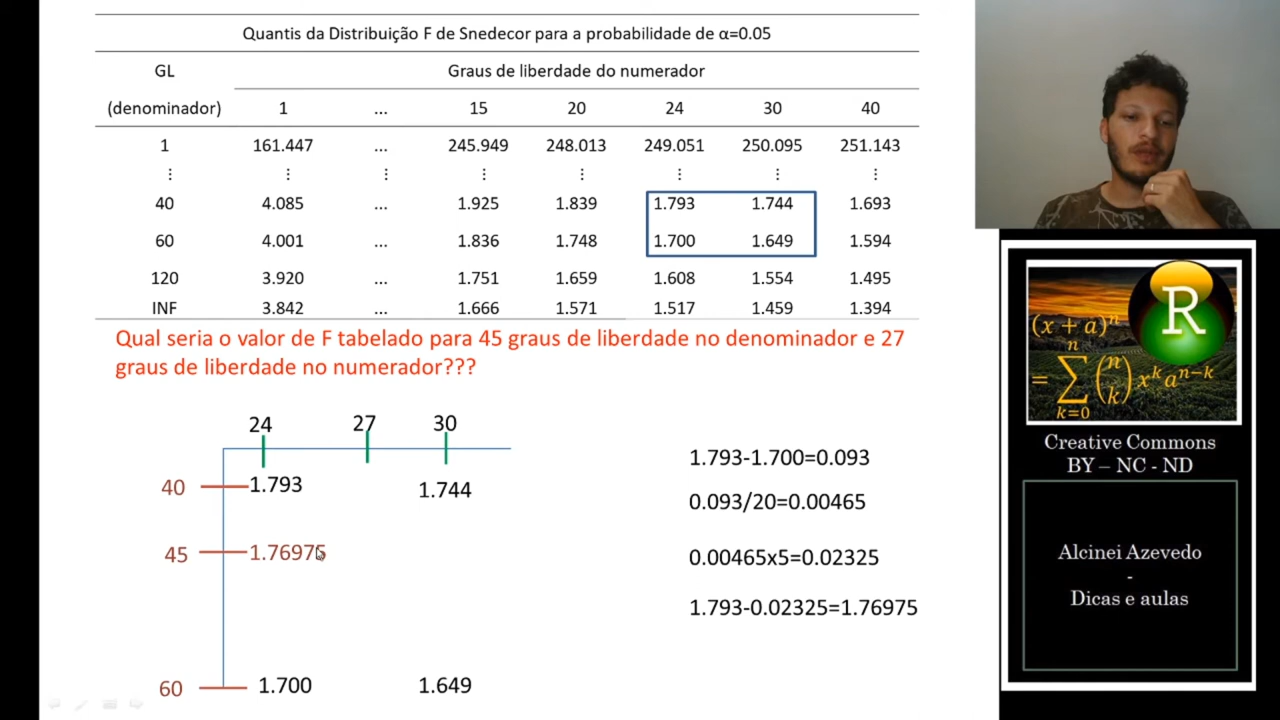 Quantis da Distribuição F de Snedecor para a probabilidade de α=0.05
GL Graus de liberdade do numerador
(denominador) 1 ... 15 20 24 30 40
1 161.447 ... 245.949 248.013 249.051 250.095 251.143
⋮ ⋮ ⋮ ⋮ ⋮ ⋮ ⋮ ⋮
40 4.085 ... 1.925 1.839 1.793 1.744 1.693
60 4.001 ... 1.836 1.748 1.700 1.649 1.594
120 3.920 ... 1.751 1.659 1.608 1.554 1.495
INF 3.842 ... 1.666 1.571 1.517 1.459 1.394
Qual seria o valor de F tabelado para 45 graus de liberdade no denominador e 27
graus de liberdade no numerador???
24 27 30
40 1.793 1.744
45 1.76975
60 1.700 1.649
1.793-1.700=0.093
0.093/20=0.00465
0.00465x5=0.02325
1.793-0.02325=1.76975
R
(x + a)^n
= ∑_{k=0}^{n} (n k) x^k a^{n-k}
Creative Commons
BY – NC - ND
Alcinei Azevedo
-
Dicas e aulas